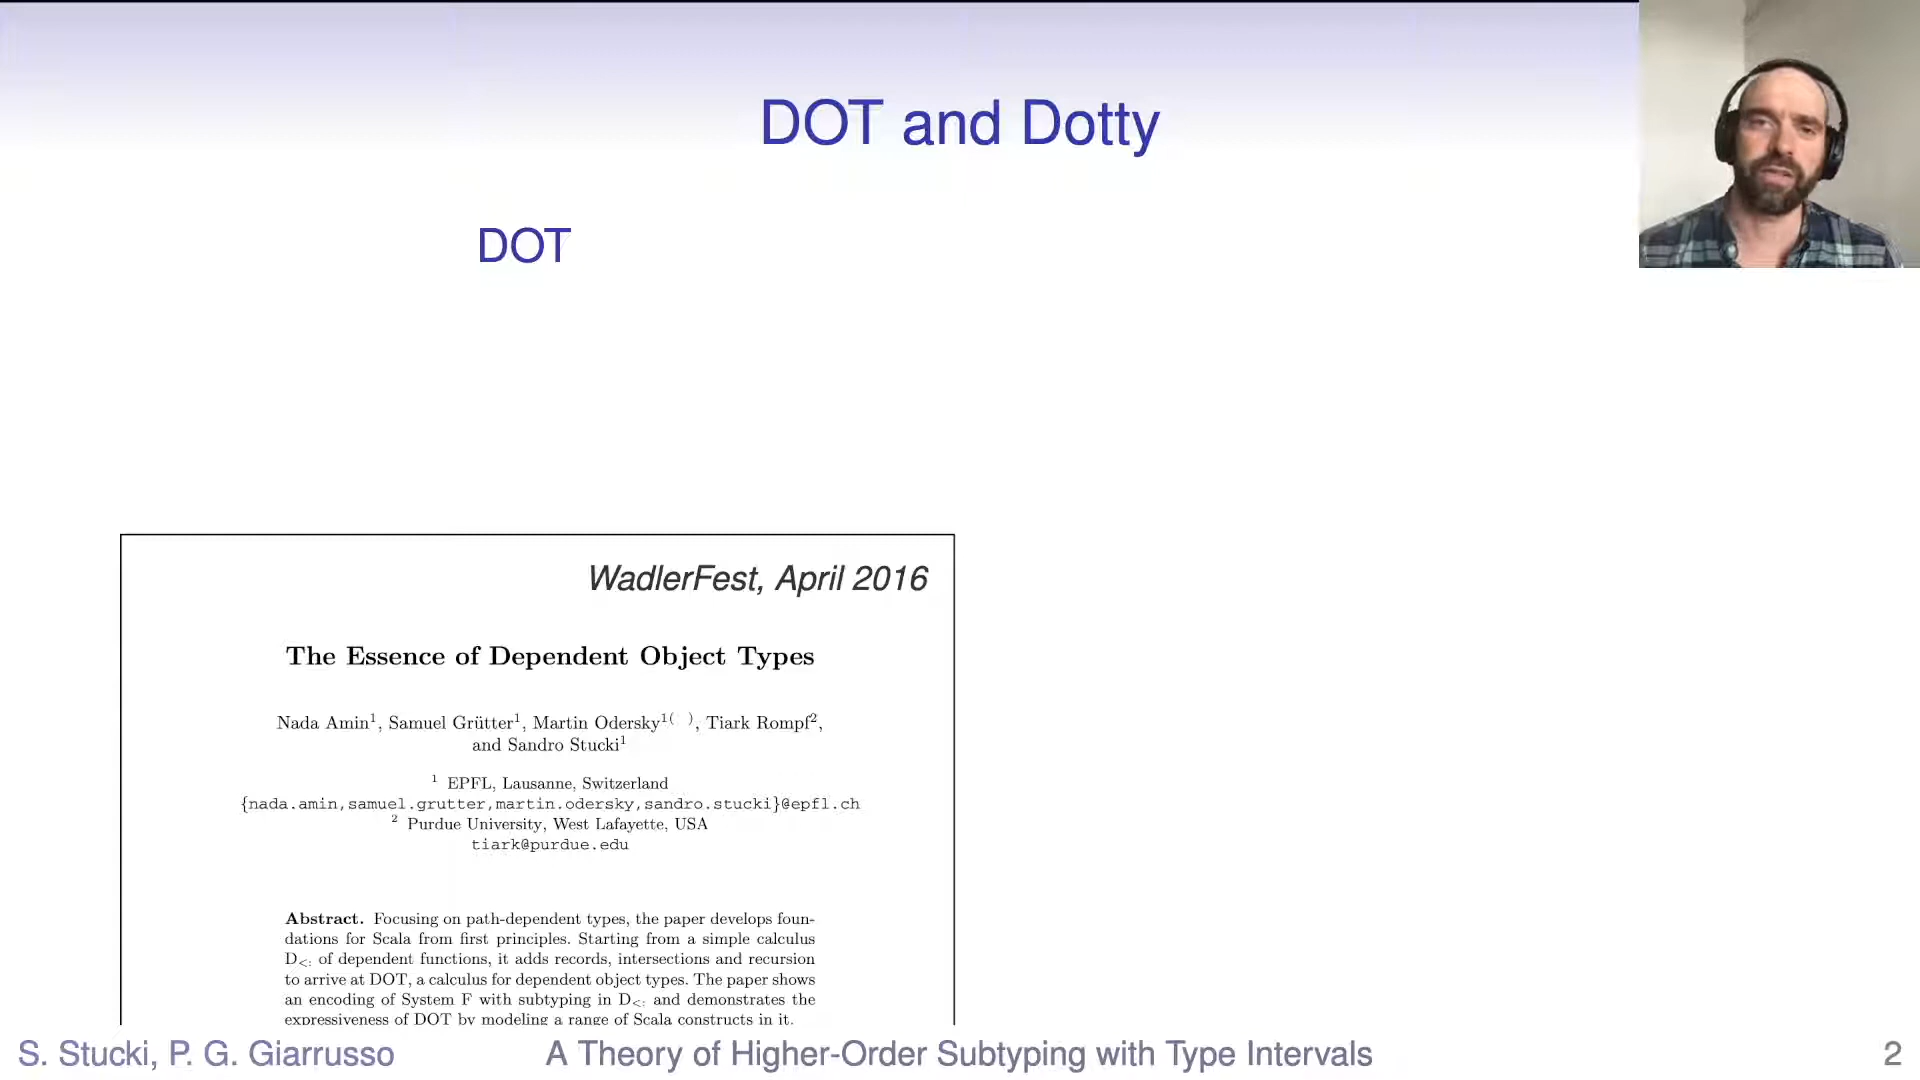 DOT and Dotty
DOT
WadlerFest, April 2016
The Essence of Dependent Object Types
Nada Amin1, Samuel Grütter1, Martin Odersky1( ), Tiark Rompf2,
and Sandro Stucki1
1 EPFL, Lausanne, Switzerland
{nada.amin,samuel.grutter,martin.odersky,sandro.stucki}@epfl.ch
2 Purdue University, West Lafayette, USA
tiark@purdue.edu
Abstract. Focusing on path-dependent types, the paper develops foun-
dations for Scala from first principles. Starting from a simple calculus
D<: of dependent functions, it adds records, intersections and recursion
to arrive at DOT, a calculus for dependent object types. The paper shows
an encoding of System F with subtyping in D<: and demonstrates the
expressiveness of DOT by modeling a range of Scala constructs in it.
S. Stucki, P. G. Giarrusso
A Theory of Higher-Order Subtyping with Type Intervals
2